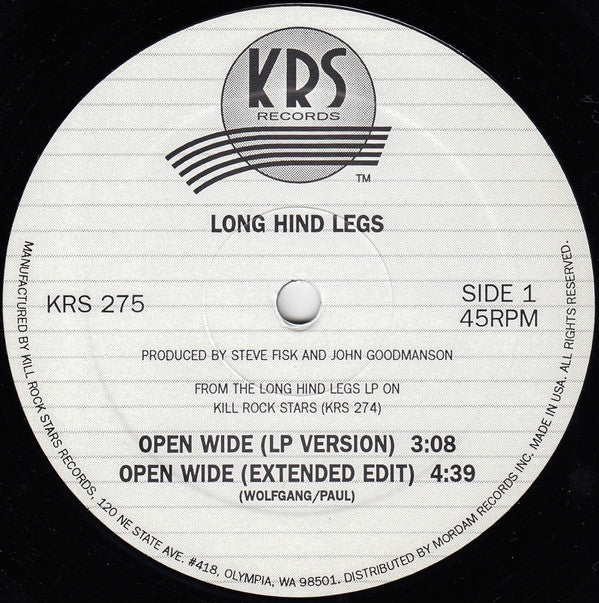 KRS
RECORDS
TM
LONG HIND LEGS
KRS 275
SIDE 1
45RPM
PRODUCED BY STEVE FISK AND JOHN GOODMANSON
FROM THE LONG HIND LEGS LP ON
KILL ROCK STARS (KRS 274)
OPEN WIDE (LP VERSION) 3:08
OPEN WIDE (EXTENDED EDIT) 4:39
(WOLFGANG/PAUL)
MANUFACTURED BY KILL ROCK STARS RECORDS, 120 NE STATE AVE. #418, OLYMPIA, WA 98501. DISTRIBUTED BY MORDAM RECORDS INC. MADE IN USA. ALL RIGHTS RESERVED.